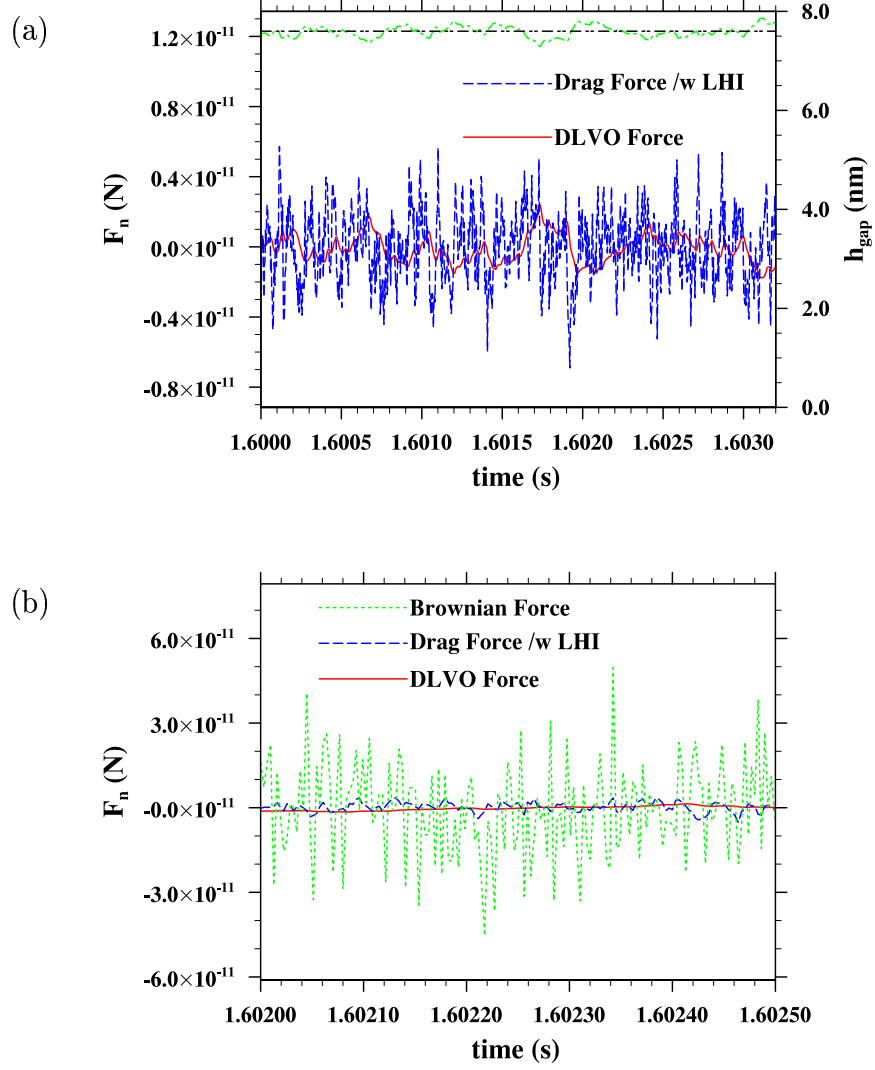 (a)
1.2×10⁻¹¹
0.8×10⁻¹¹
0.4×10⁻¹¹
0.0×10⁻¹¹
-0.4×10⁻¹¹
-0.8×10⁻¹¹
Fₙ (N)
Drag Force /w LHI
DLVO Force
8.0
6.0
4.0
2.0
0.0
h_gap (nm)
1.6000 1.6005 1.6010 1.6015 1.6020 1.6025 1.6030
time (s)
(b)
6.0×10⁻¹¹
3.0×10⁻¹¹
-0.0×10⁻¹¹
-3.0×10⁻¹¹
-6.0×10⁻¹¹
Fₙ (N)
Brownian Force
Drag Force /w LHI
DLVO Force
1.60200 1.60210 1.60220 1.60230 1.60240 1.60250
time (s)